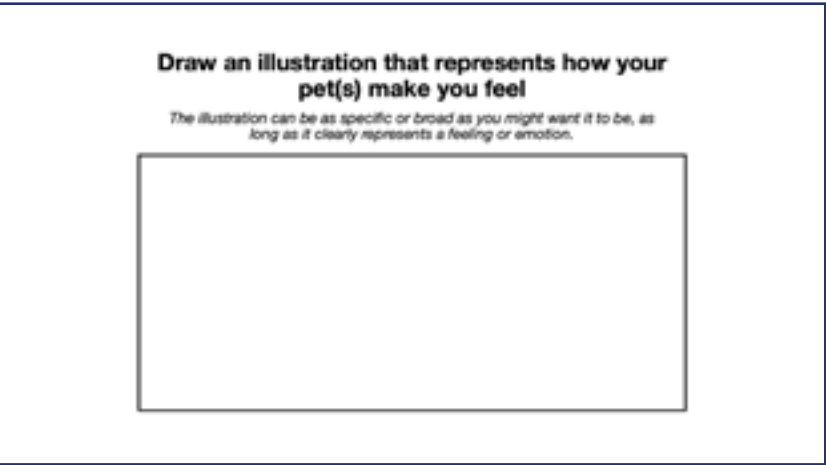 Draw an illustration that represents how your
pet(s) make you feel
The illustration can be as specific or broad as you might want it to be, as
long as it clearly represents a feeling or emotion.